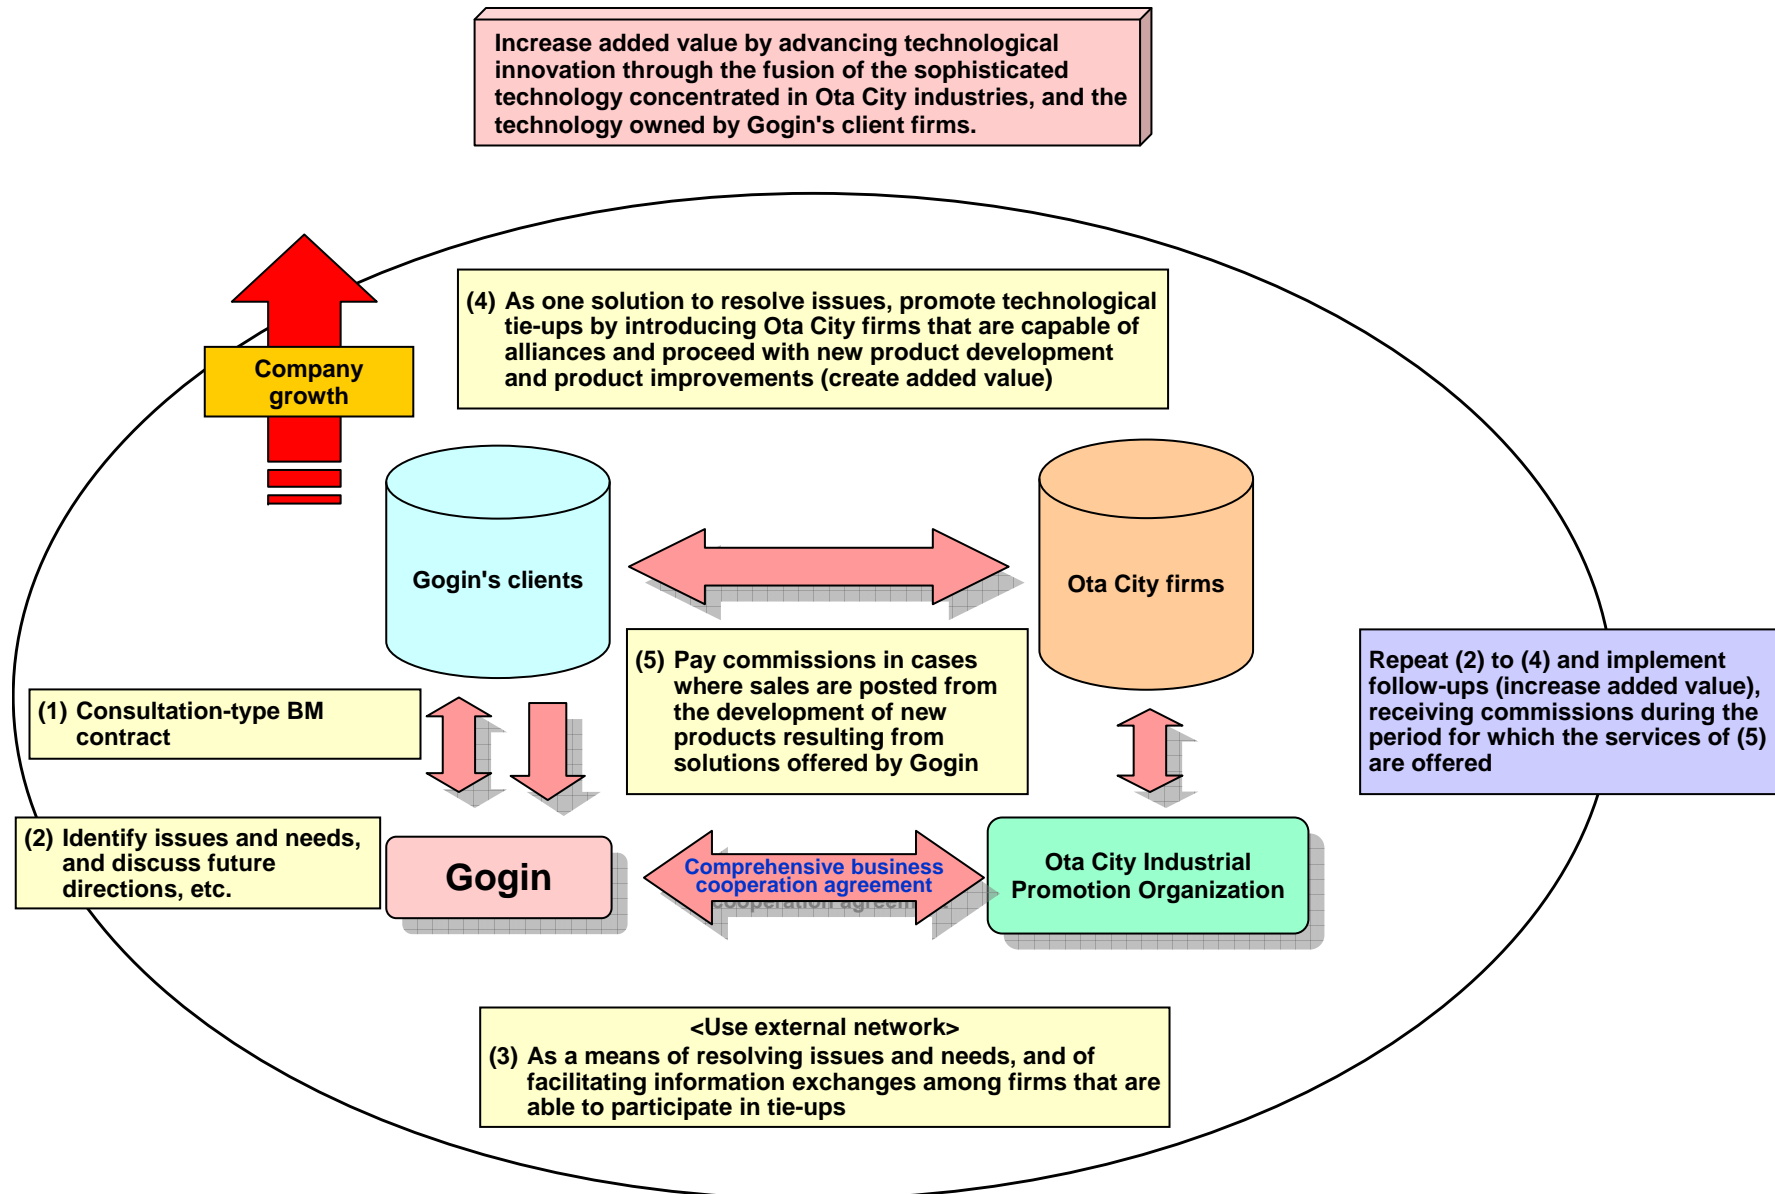 Increase added value by advancing technological
innovation through the fusion of the sophisticated
technology concentrated in Ota City industries, and the
technology owned by Gogin's client firms.
(4) As one solution to resolve issues, promote technological
tie-ups by introducing Ota City firms that are capable of
alliances and proceed with new product development
and product improvements (create added value)
Company
growth
Gogin's clients
Ota City firms
(1) Consultation-type BM
contract
(5) Pay commissions in cases
where sales are posted from
the development of new
products resulting from
solutions offered by Gogin
Repeat (2) to (4) and implement
follow-ups (increase added value),
receiving commissions during the
period for which the services of (5)
are offered
(2) Identify issues and needs,
and discuss future
directions, etc.
Gogin
Comprehensive business
cooperation agreement
Ota City Industrial
Promotion Organization
<Use external network>
(3) As a means of resolving issues and needs, and of
facilitating information exchanges among firms that are
able to participate in tie-ups